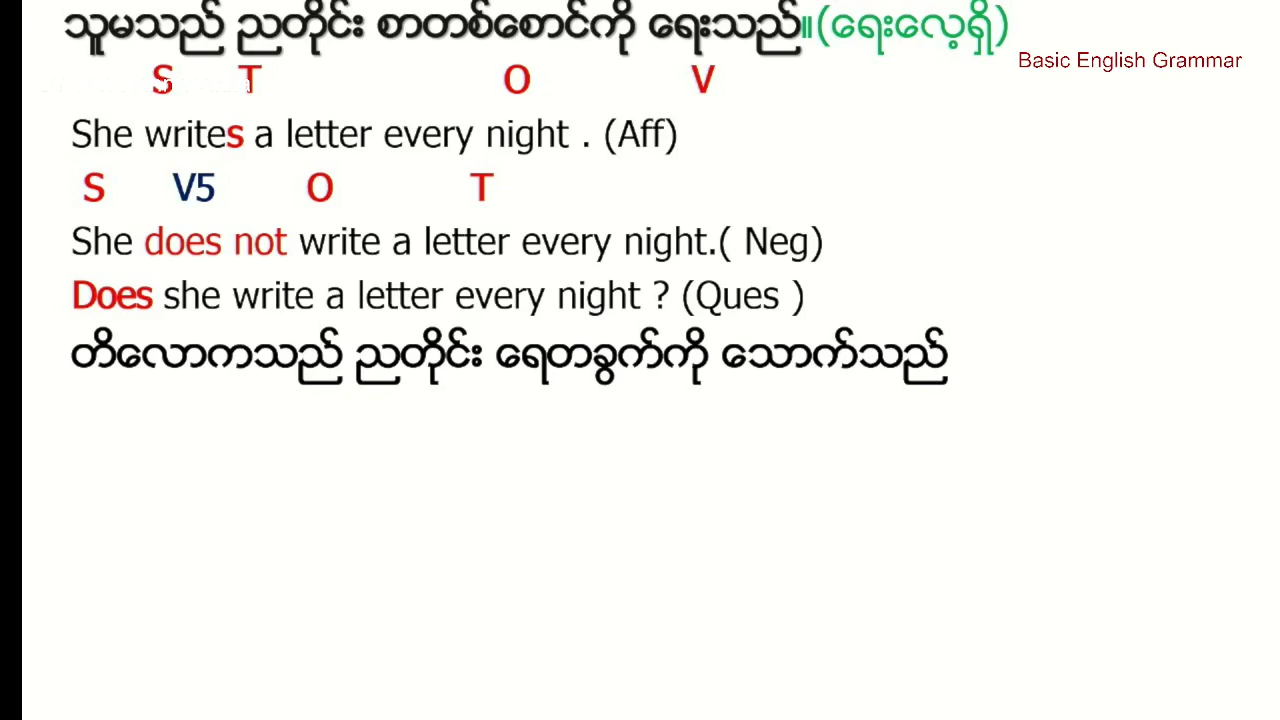 သူမသည် ညတိုင်း စာတစ်စောင်ကို ရေးသည်။(ရေးလေ့ရှိ)
Basic English Grammar
S T O V
She writes a letter every night . (Aff)
S V5 O T
She does not write a letter every night.( Neg)
Does she write a letter every night ? (Ques )
တိလောကသည် ညတိုင်း ရေတခွက်ကို သောက်သည်